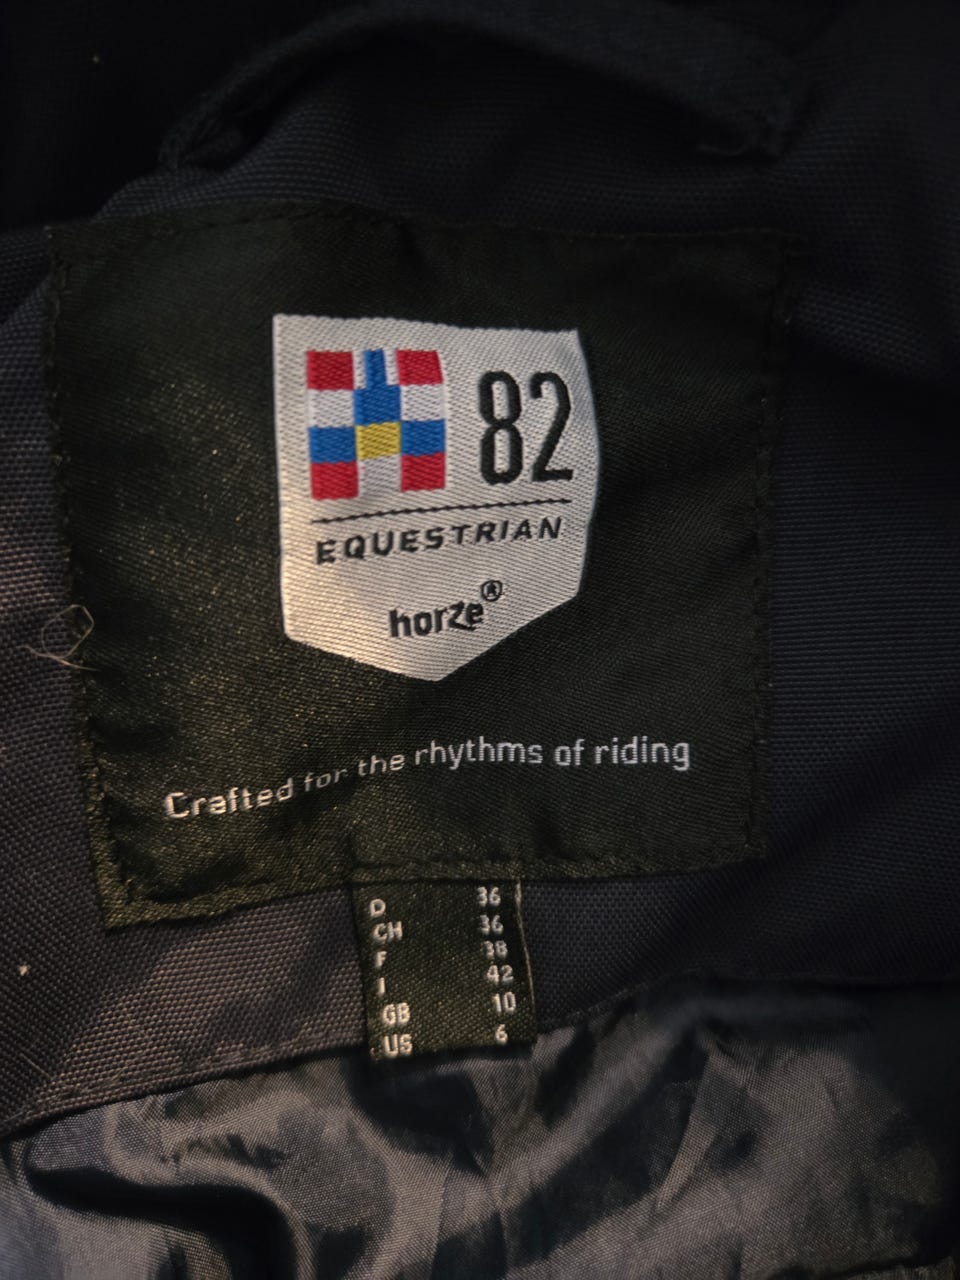 82
EQUESTRIAN
horze®
Crafted for the rhythms of riding
D 36
CH 36
F 38
I 42
GB 10
US 6